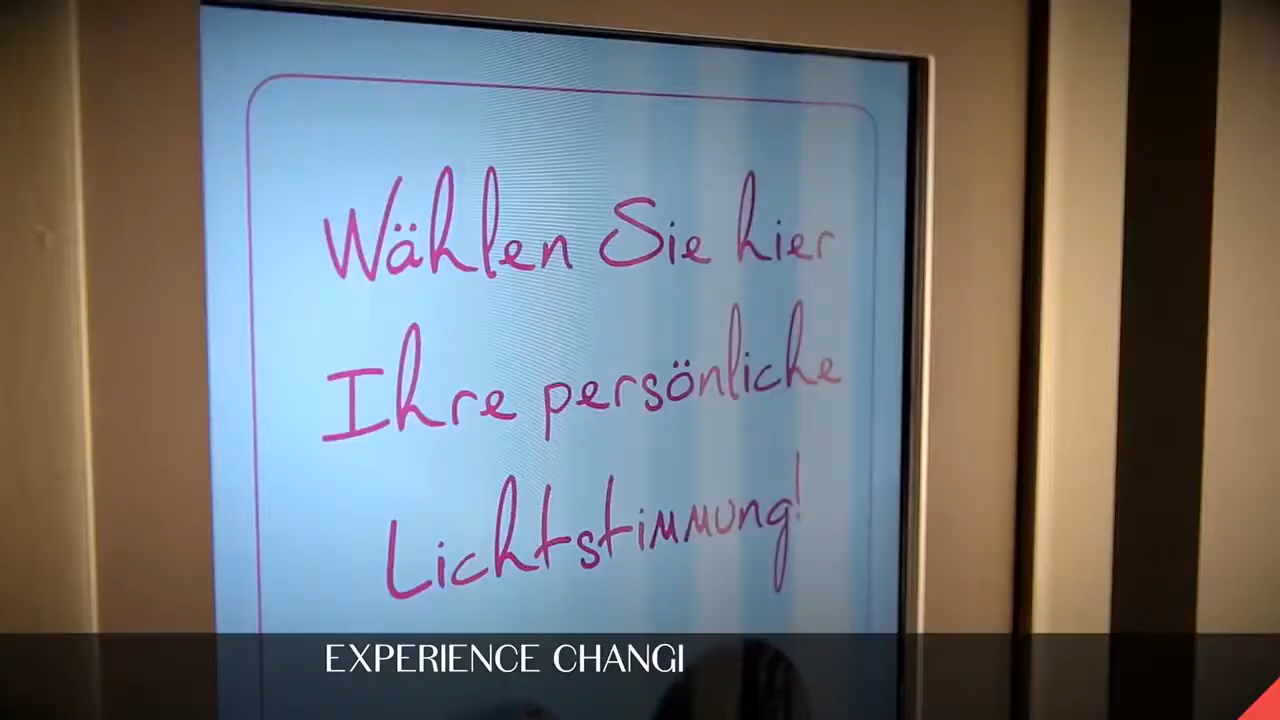 Wählen Sie hier
Ihre persönliche
Lichtstimmung!
EXPERIENCE CHANGI